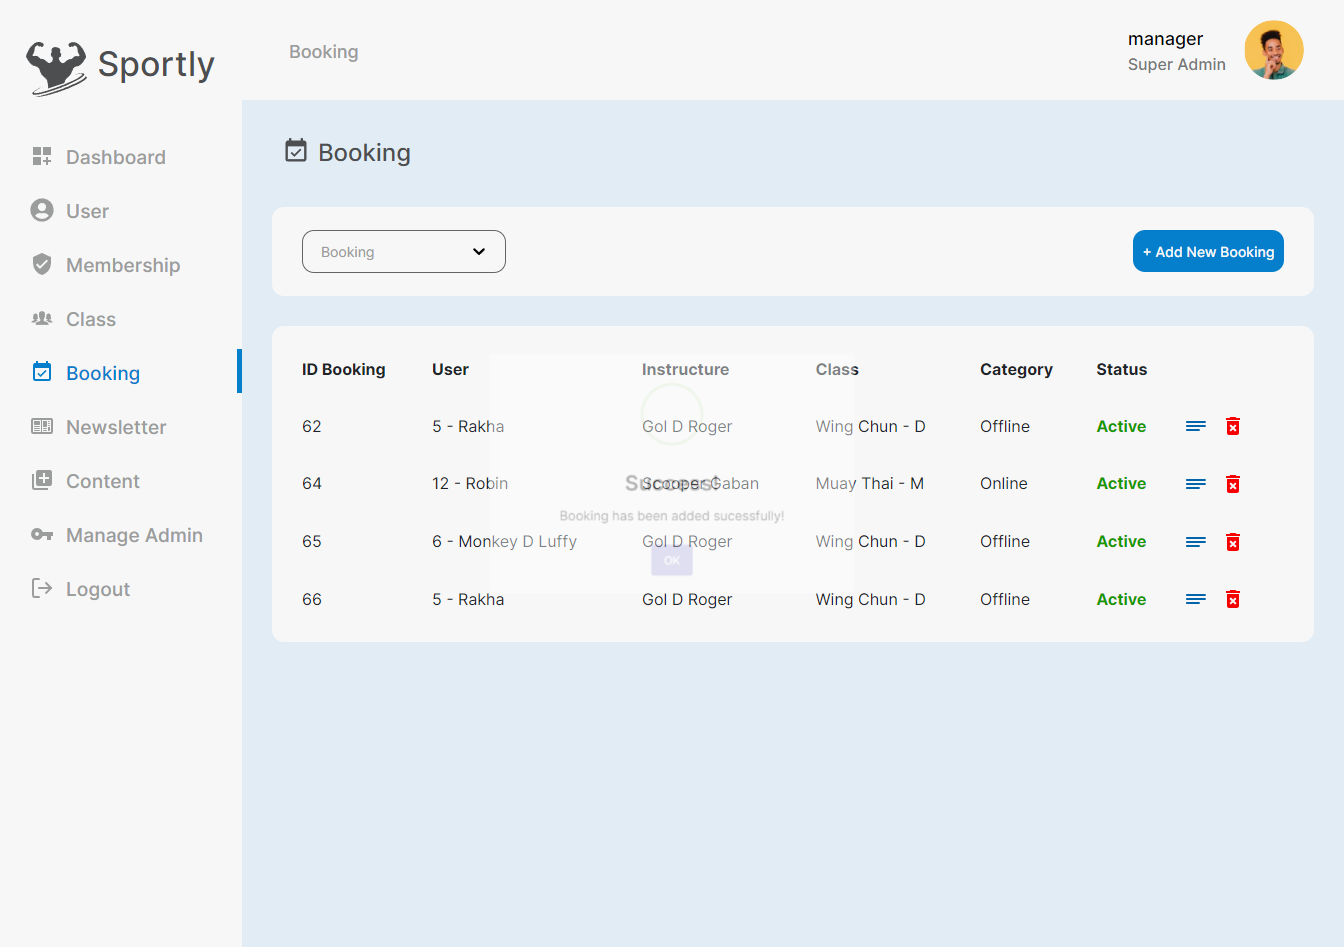 Sportly
Booking
manager
Super Admin
Dashboard
User
Membership
Class
Booking
Newsletter
Content
Manage Admin
Logout
Booking
Booking
+ Add New Booking
ID Booking User Instructure Class Category Status
62 5 - Rakha Gol D Roger Wing Chun - D Offline Active
64 12 - Robin Scooper Gaban Muay Thai - M Online Active
Success!
Booking has been added sucessfully!
65 6 - Monkey D Luffy Gol D Roger Wing Chun - D Offline Active
OK
66 5 - Rakha Gol D Roger Wing Chun - D Offline Active